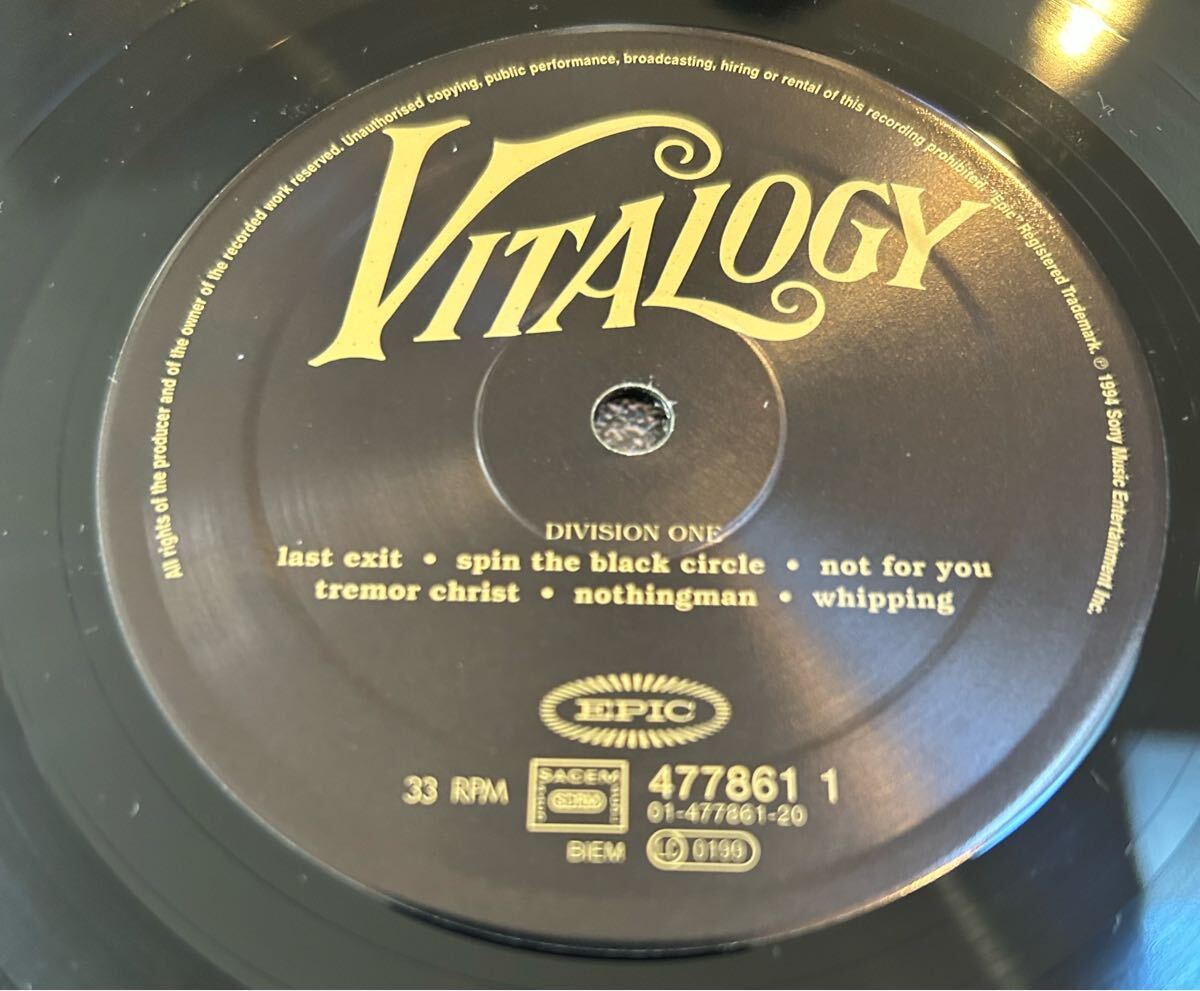 All rights of the producer and of the owner of the recorded work reserved. Unauthorised copying, public performance, broadcasting, hiring or rental of this recording prohibited. "Epic" Registered Trademark. ℗ 1994 Sony Music Entertainment Inc.
VITALOGY
DIVISION ONE
last exit • spin the black circle • not for you
tremor christ • nothingman • whipping
EPIC
33 RPM
SACEM
SDRM
BIEM
477861 1
01-477861-20
LC 0199